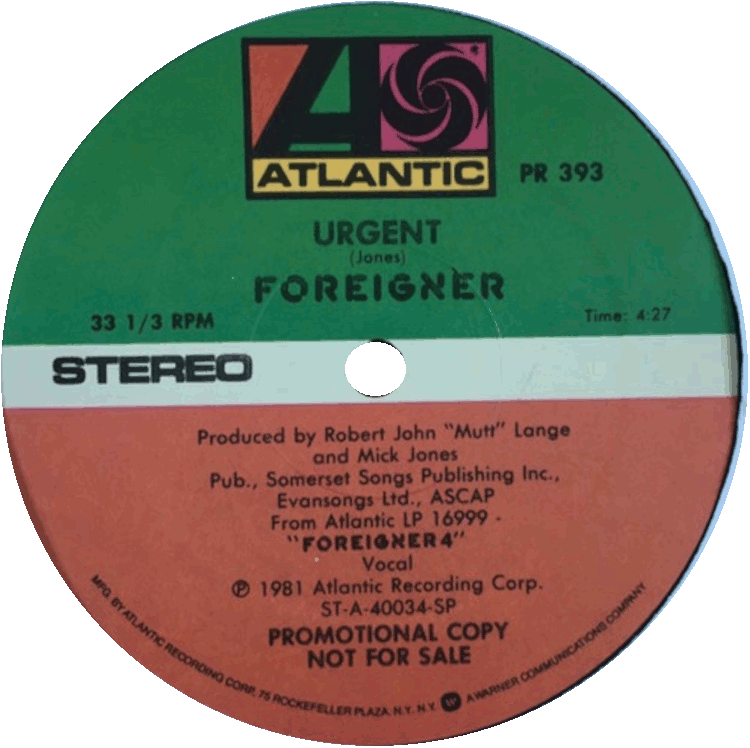 ATLANTIC
PR 393
URGENT
(Jones)
FOREIGNER
33 1/3 RPM
Time: 4:27
STEREO
Produced by Robert John "Mutt" Lange
and Mick Jones
Pub., Somerset Songs Publishing Inc.,
Evansongs Ltd., ASCAP
From Atlantic LP 16999 -
"FOREIGNER 4"
Vocal
℗ 1981 Atlantic Recording Corp.
ST-A-40034-SP
PROMOTIONAL COPY
NOT FOR SALE
MFG. BY ATLANTIC RECORDING CORP. 75 ROCKEFELLER PLAZA. N.Y. N.Y. W A WARNER COMMUNICATIONS COMPANY